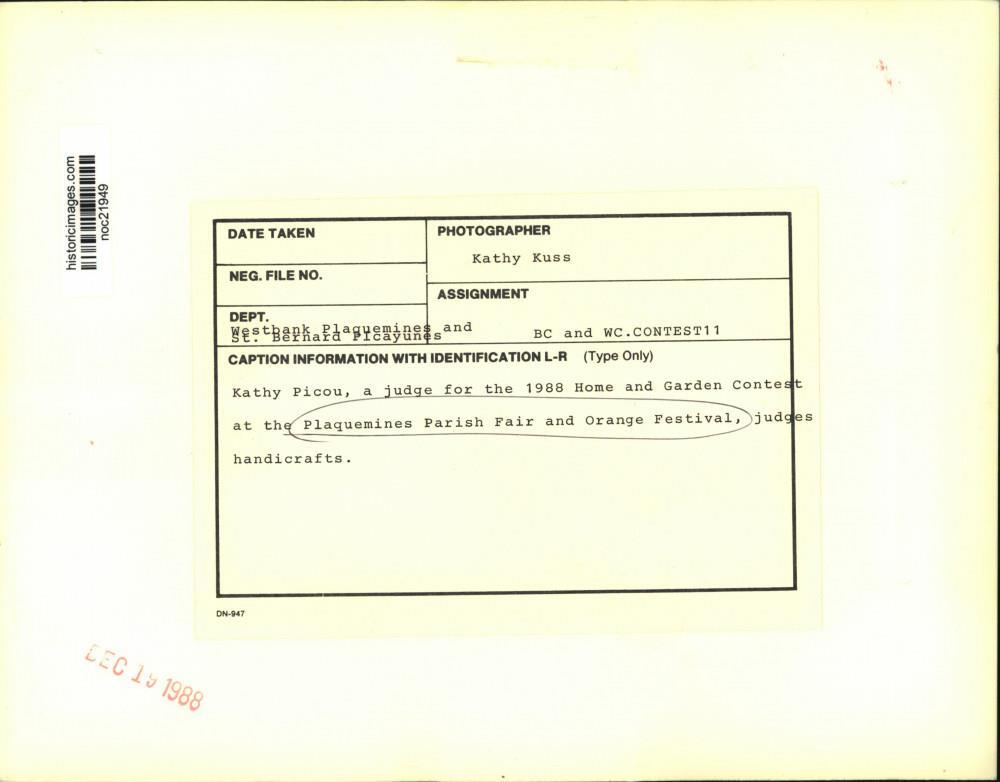 historicimages.com
noc21949
DATE TAKEN
PHOTOGRAPHER
Kathy Kuss
NEG. FILE NO.
ASSIGNMENT
DEPT.
Westbank Plaquemines and
St. Bernard Picayunes
BC and WC.CONTEST11
CAPTION INFORMATION WITH IDENTIFICATION L-R (Type Only)
Kathy Picou, a judge for the 1988 Home and Garden Contest
at the Plaquemines Parish Fair and Orange Festival, judges
handicrafts.
DN-947
DEC 19 1988